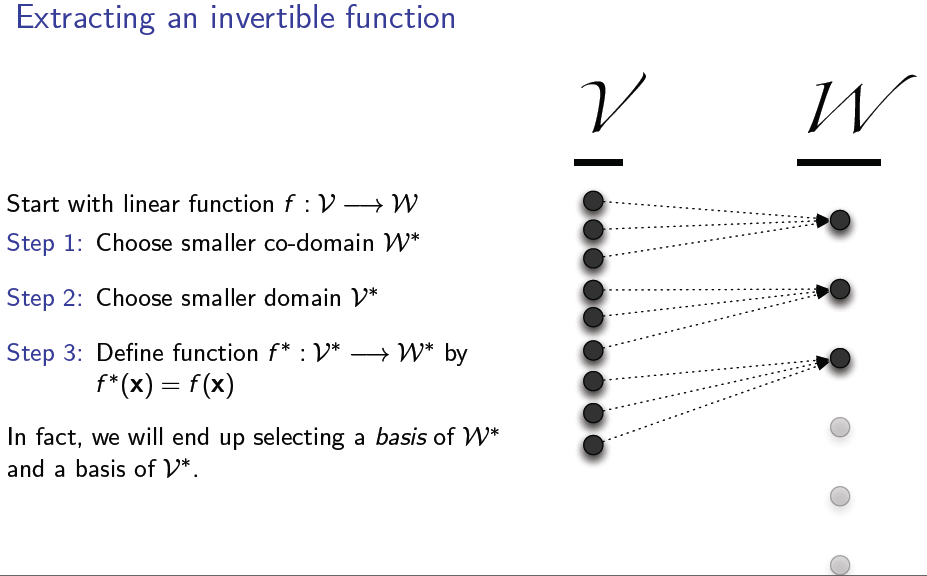 Extracting an invertible function
𝒱 𝒲
Start with linear function f : 𝒱 ⟶ 𝒲
Step 1: Choose smaller co-domain 𝒲*
Step 2: Choose smaller domain 𝒱*
Step 3: Define function f* : 𝒱* ⟶ 𝒲* by
f*(x) = f(x)
In fact, we will end up selecting a basis of 𝒲*
and a basis of 𝒱*.